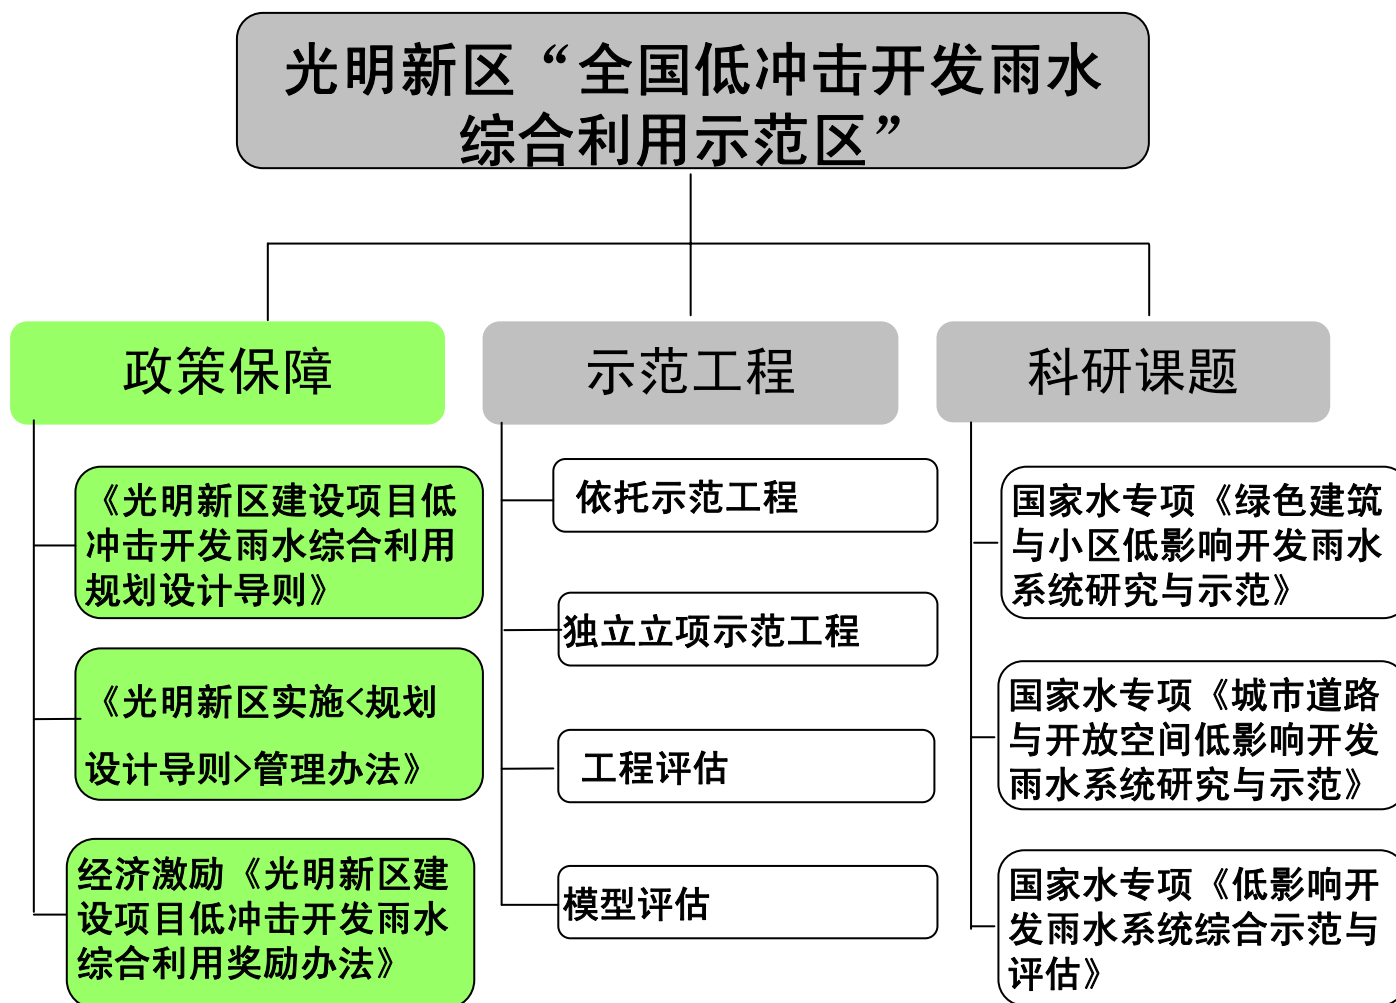 光明新区“全国低冲击开发雨水
综合利用示范区”
政策保障
《光明新区建设项目低
冲击开发雨水综合利用
规划设计导则》
《光明新区实施<规划
设计导则>管理办法》
经济激励《光明新区建
设项目低冲击开发雨水
综合利用奖励办法》
示范工程
依托示范工程
独立立项示范工程
工程评估
模型评估
科研课题
国家水专项《绿色建筑
与小区低影响开发雨水
系统研究与示范》
国家水专项《城市道路
与开放空间低影响开发
雨水系统研究与示范》
国家水专项《低影响开
发雨水系统综合示范与
评估》